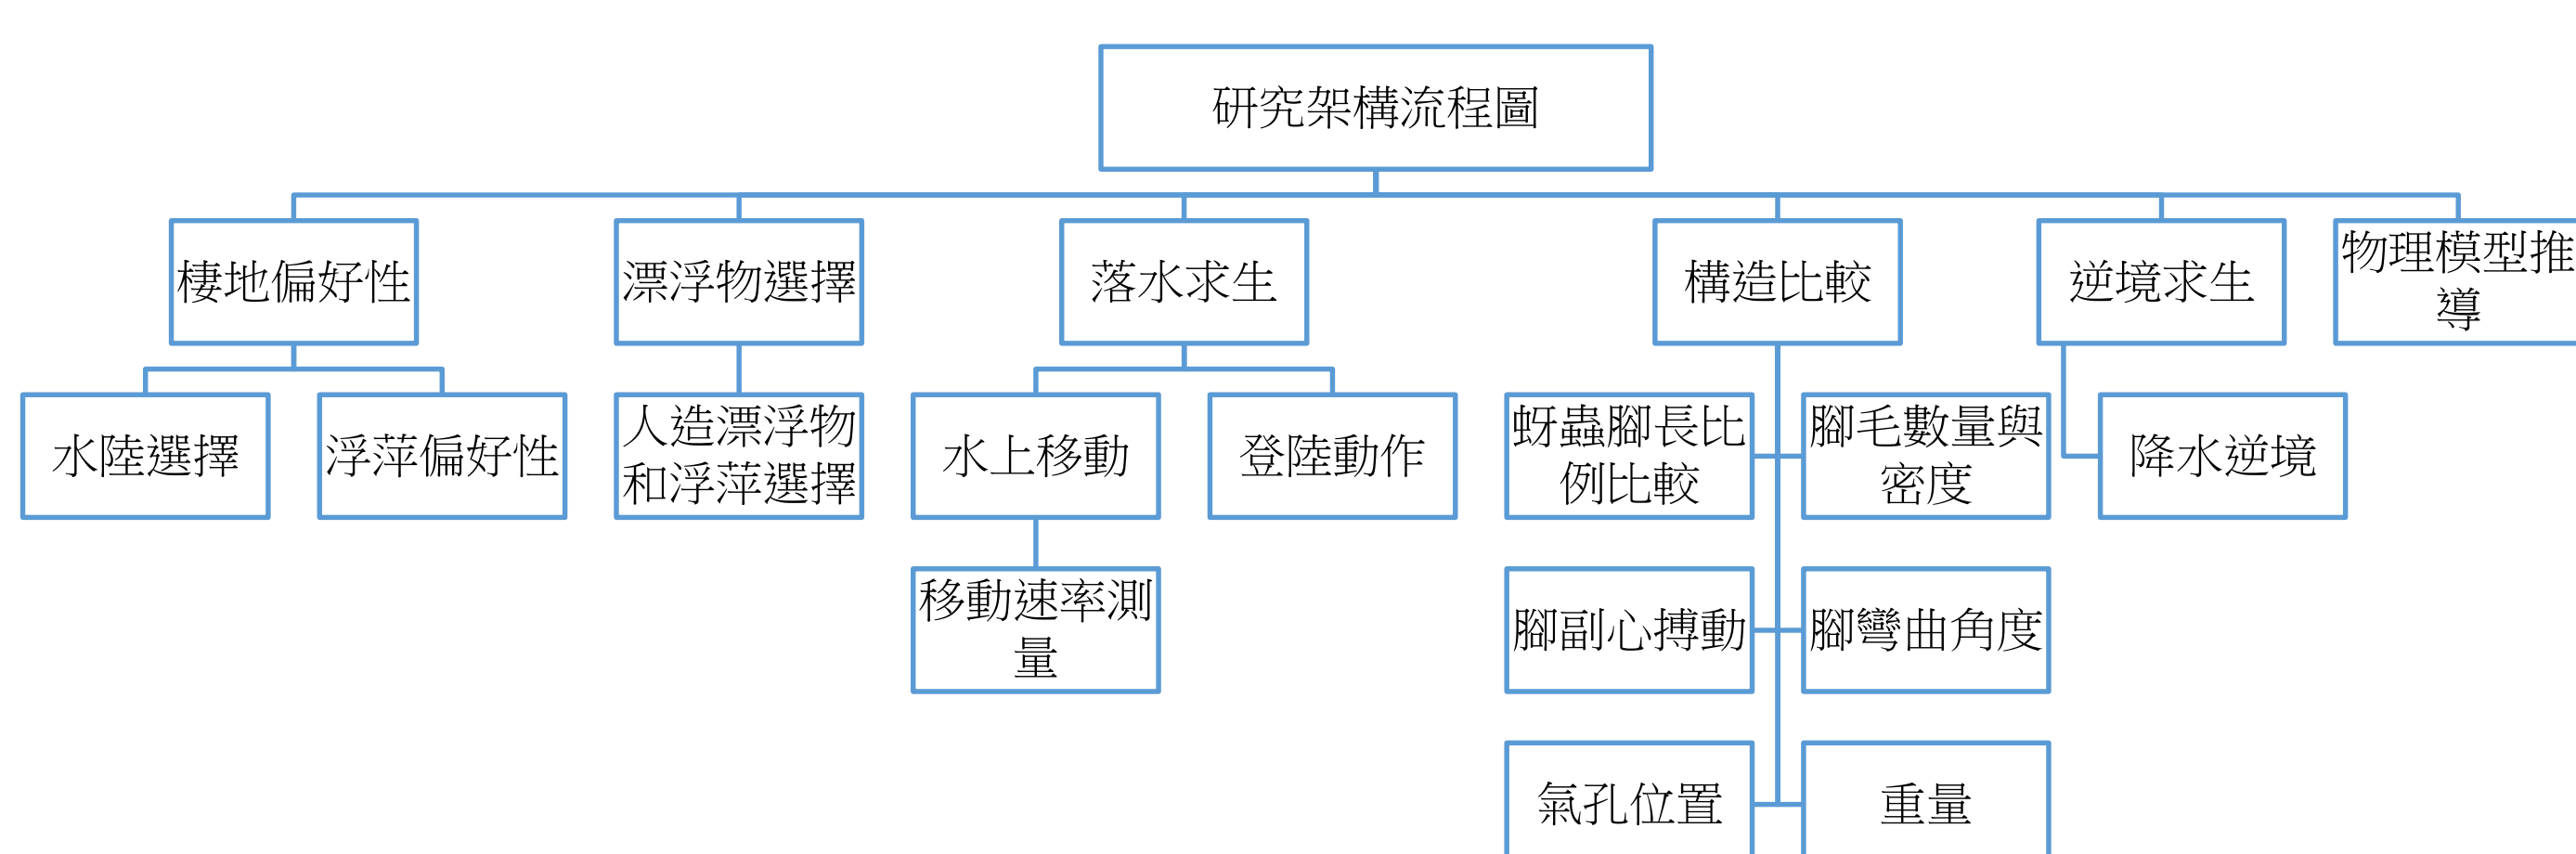 研究架構流程圖
棲地偏好性
漂浮物選擇
落水求生
構造比較
逆境求生
物理模型推
導
水陸選擇
浮萍偏好性
人造漂浮物
和浮萍選擇
水上移動
登陸動作
蚜蟲腳長比
例比較
腳毛數量與
密度
降水逆境
移動速率測
量
腳副心搏動
腳彎曲角度
氣孔位置
重量